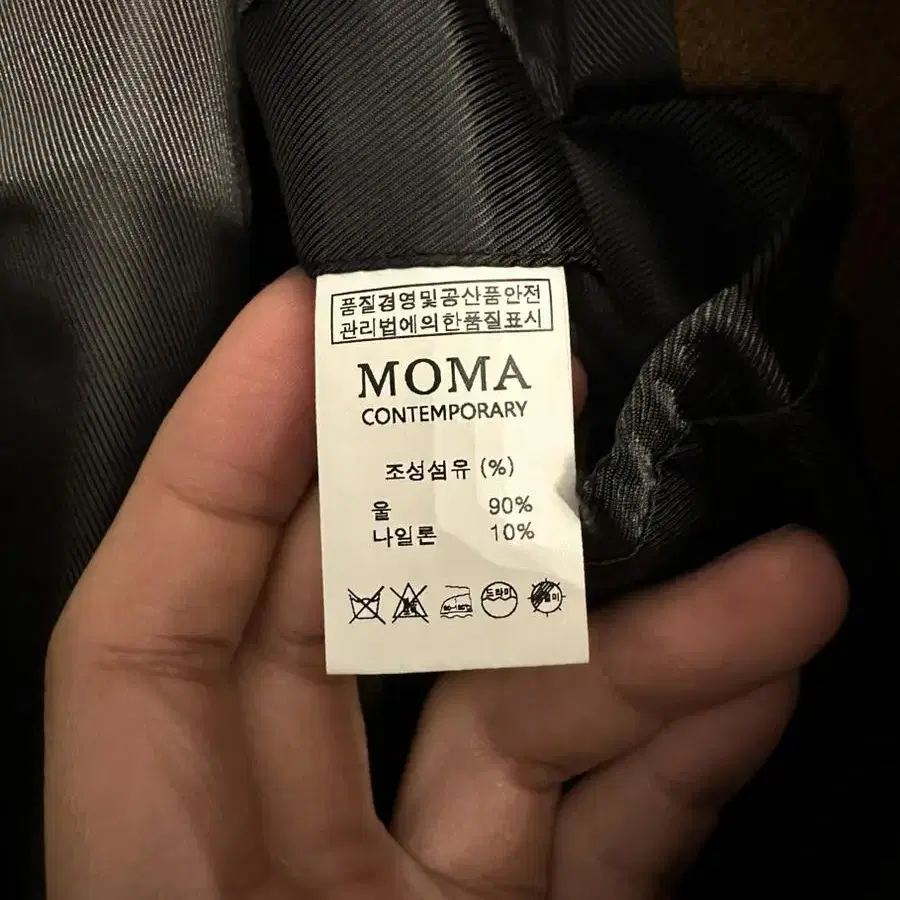 품질경영및공산품안전
관리법에의한품질표시
MOMA
CONTEMPORARY
조성섬유 (%)
울 90%
나일론 10%
드라이